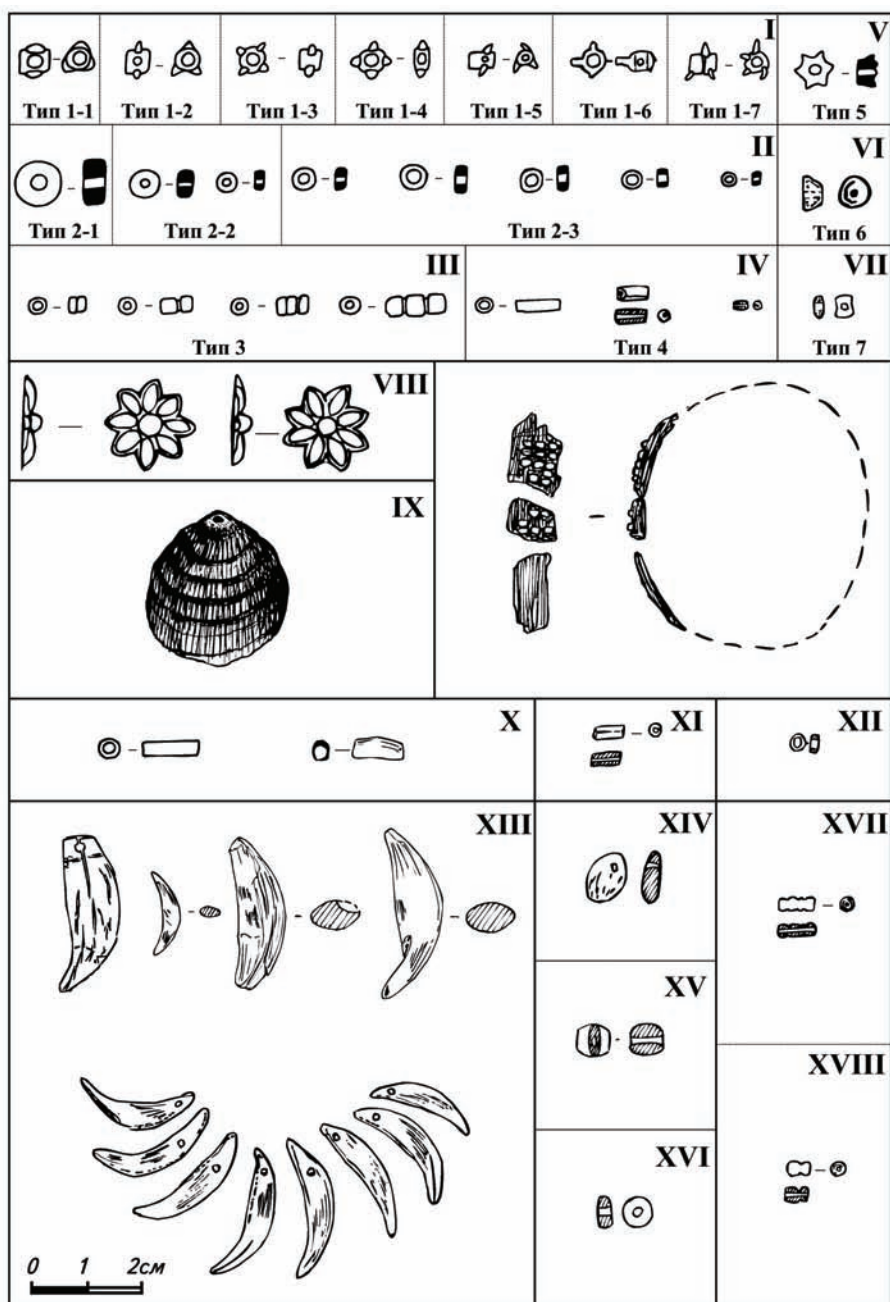 I
V
Тип 1-1 Тип 1-2 Тип 1-3 Тип 1-4 Тип 1-5 Тип 1-6 Тип 1-7 Тип 5
II
VI
Тип 2-1 Тип 2-2 Тип 2-3 Тип 6
III
IV
VII
Тип 3 Тип 4 Тип 7
VIII
IX
X
XI
XII
XIII
XIV
XVII
XV
XVIII
XVI
0 1 2см